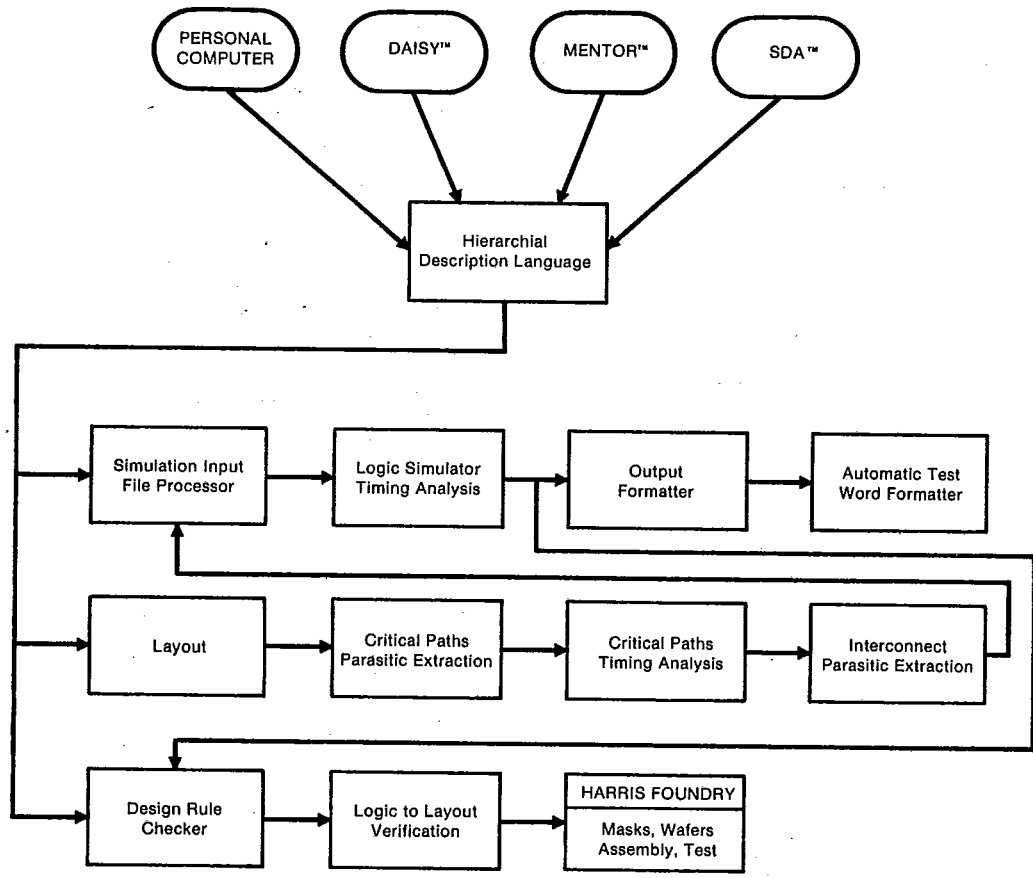 PERSONAL
COMPUTER
DAISY™
MENTOR™
SDA™
Hierarchial
Description Language
Simulation Input
File Processor
Logic Simulator
Timing Analysis
Output
Formatter
Automatic Test
Word Formatter
Layout
Critical Paths
Parasitic Extraction
Critical Paths
Timing Analysis
Interconnect
Parasitic Extraction
Design Rule
Checker
Logic to Layout
Verification
HARRIS FOUNDRY
Masks, Wafers
Assembly, Test